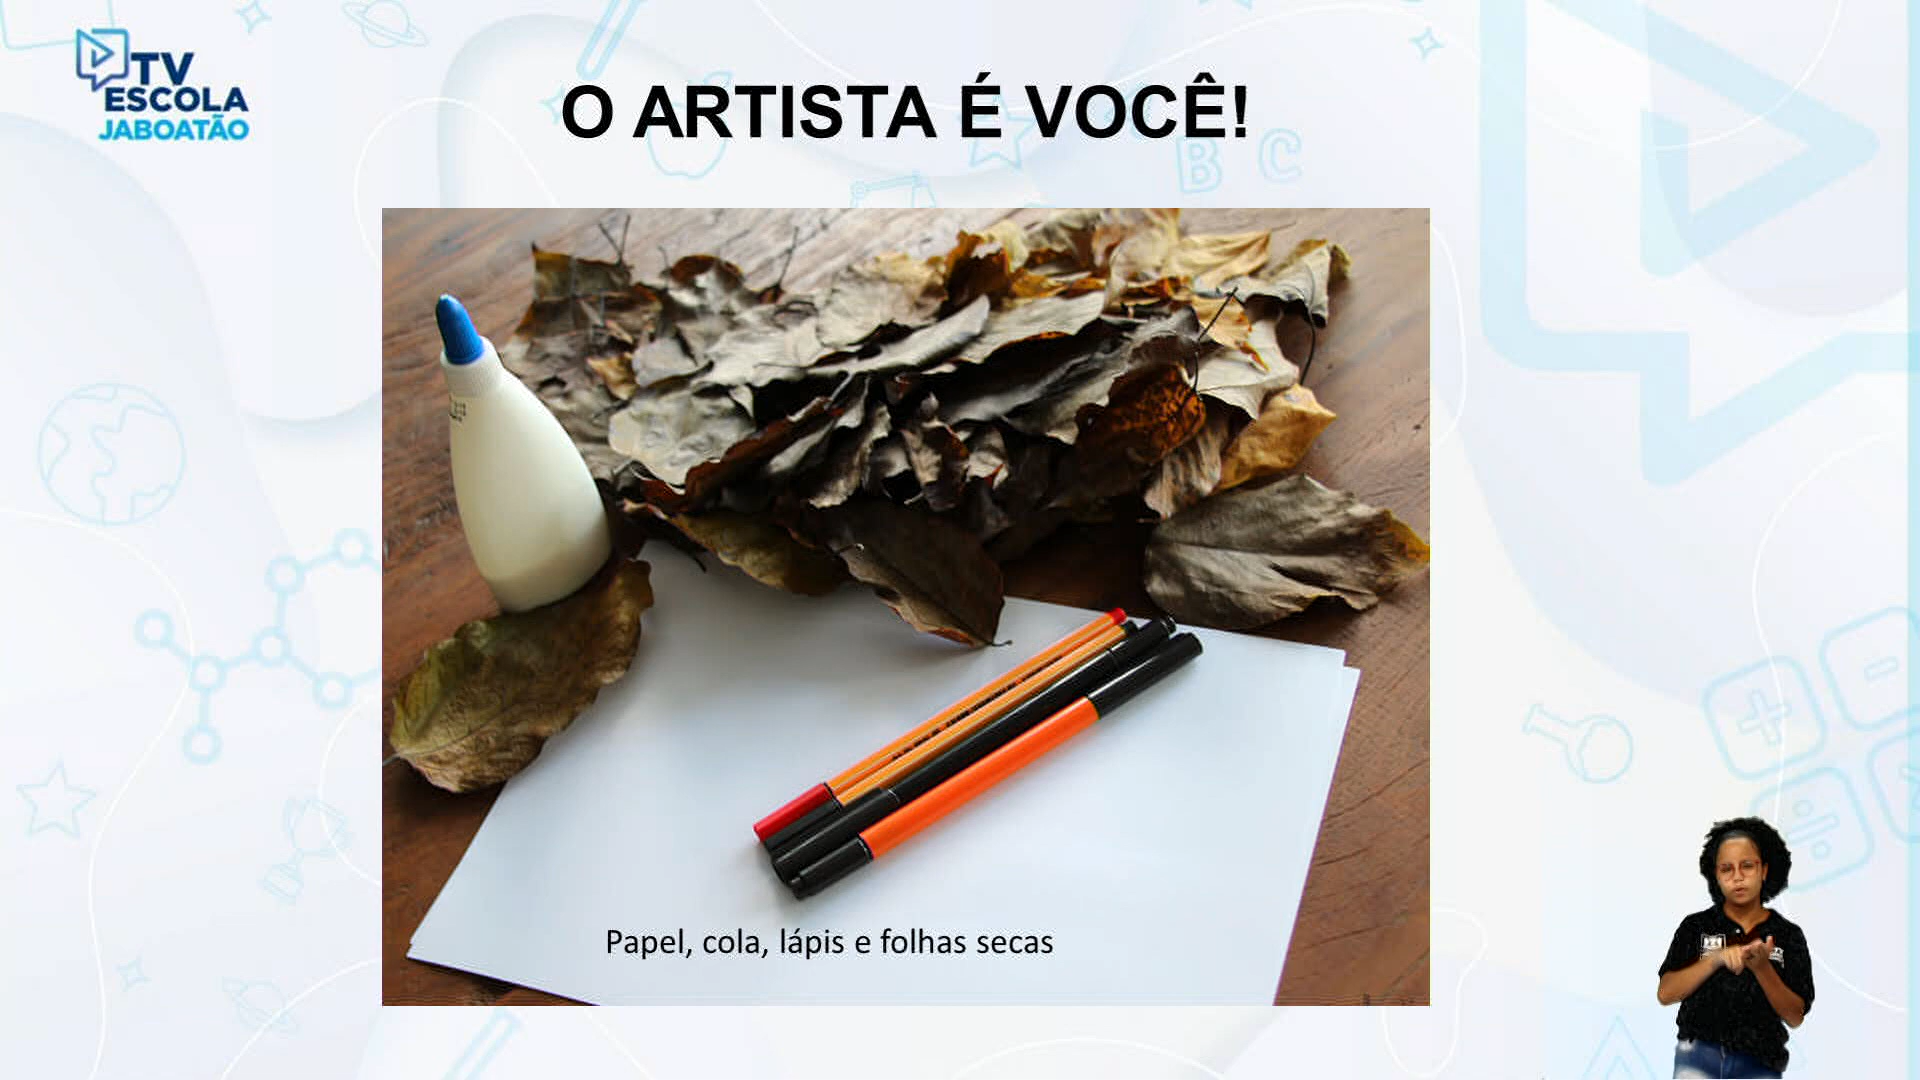 TV
ESCOLA
JABOATÃO
O ARTISTA É VOCÊ!
B C
Papel, cola, lápis e folhas secas